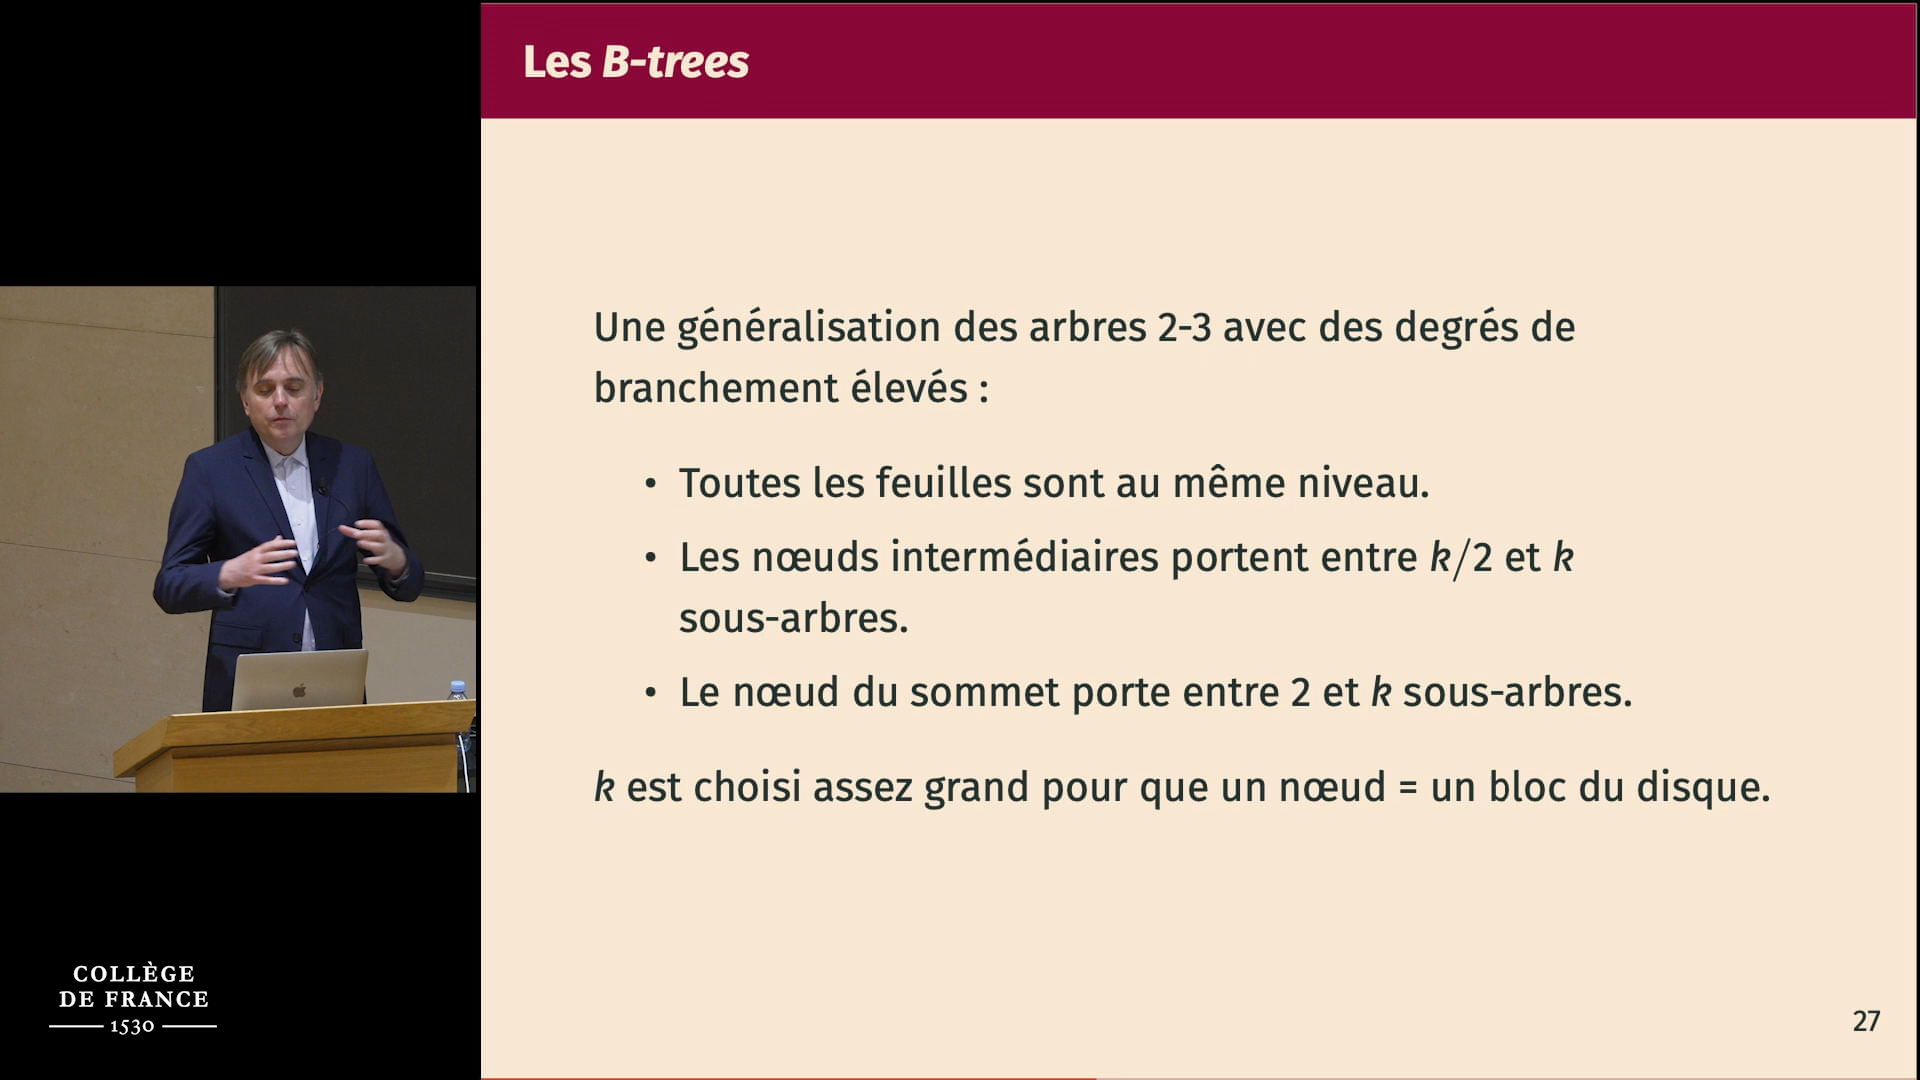 Les B-trees
Une généralisation des arbres 2-3 avec des degrés de
branchement élevés :
• Toutes les feuilles sont au même niveau.
• Les nœuds intermédiaires portent entre k/2 et k
sous-arbres.
• Le nœud du sommet porte entre 2 et k sous-arbres.
k est choisi assez grand pour que un nœud = un bloc du disque.
27
COLLÈGE
DE FRANCE
1530